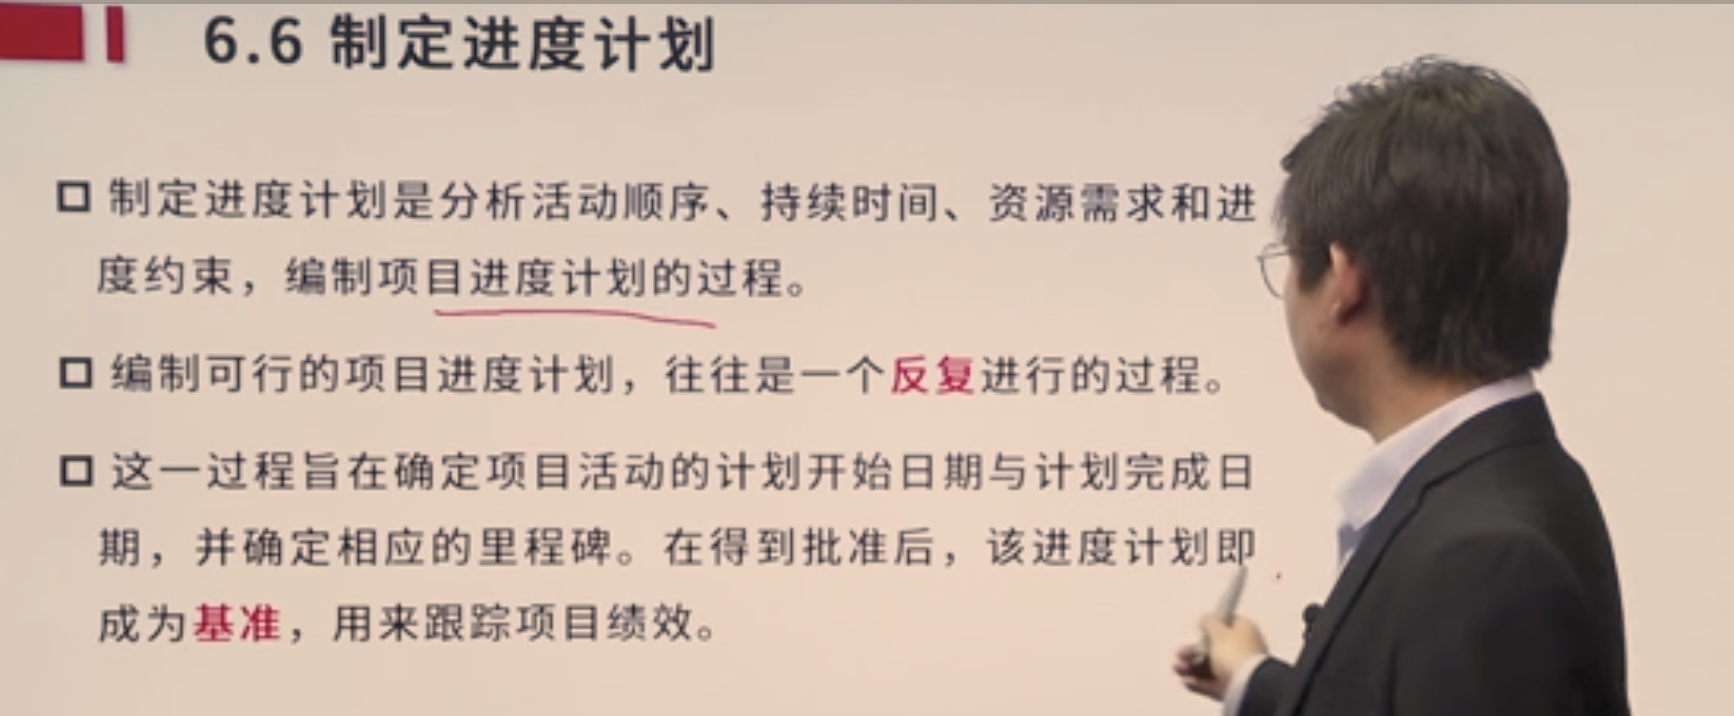 6.6 制定进度计划
制定进度计划是分析活动顺序、持续时间、资源需求和进
度约束，编制项目进度计划的过程。
编制可行的项目进度计划，往往是一个反复进行的过程。
这一过程旨在确定项目活动的计划开始日期与计划完成日
期，并确定相应的里程碑。在得到批准后，该进度计划即
成为基准，用来跟踪项目绩效。